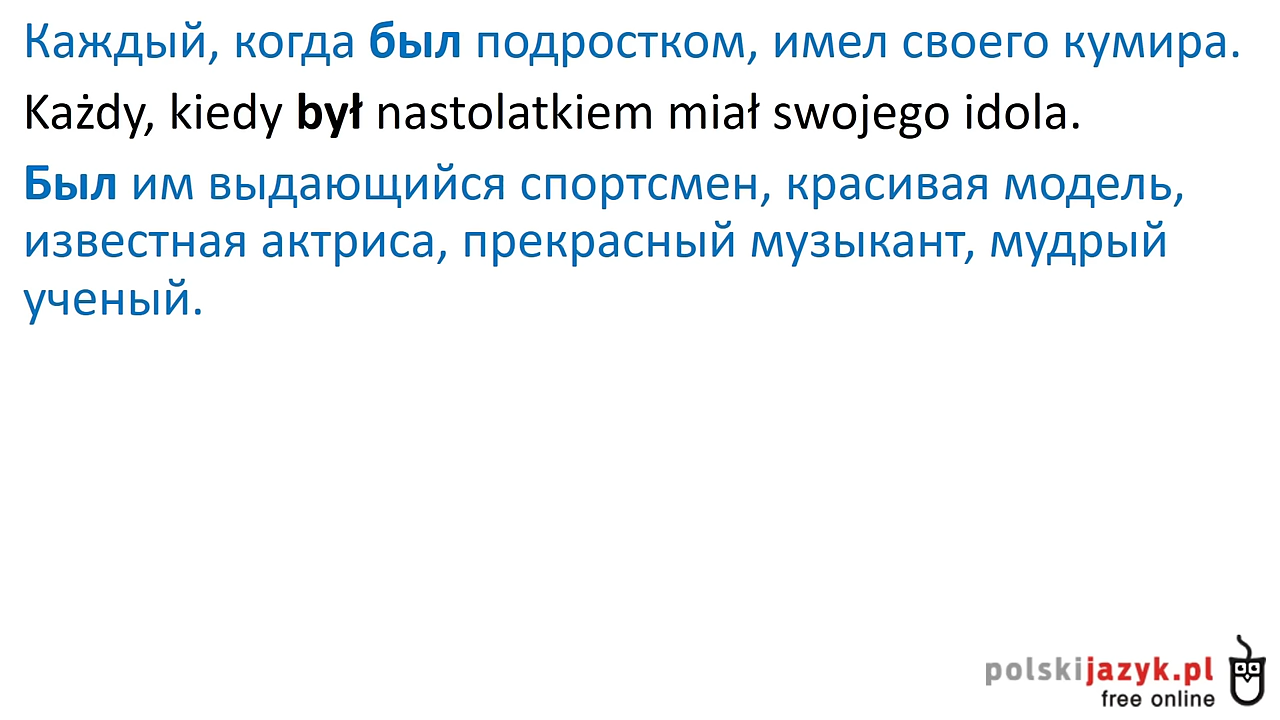 Каждый, когда был подростком, имел своего кумира.
Każdy, kiedy był nastolatkiem miał swojego idola.
Был им выдающийся спортсмен, красивая модель,
известная актриса, прекрасный музыкант, мудрый
ученый.
polskijazyk.pl
free online